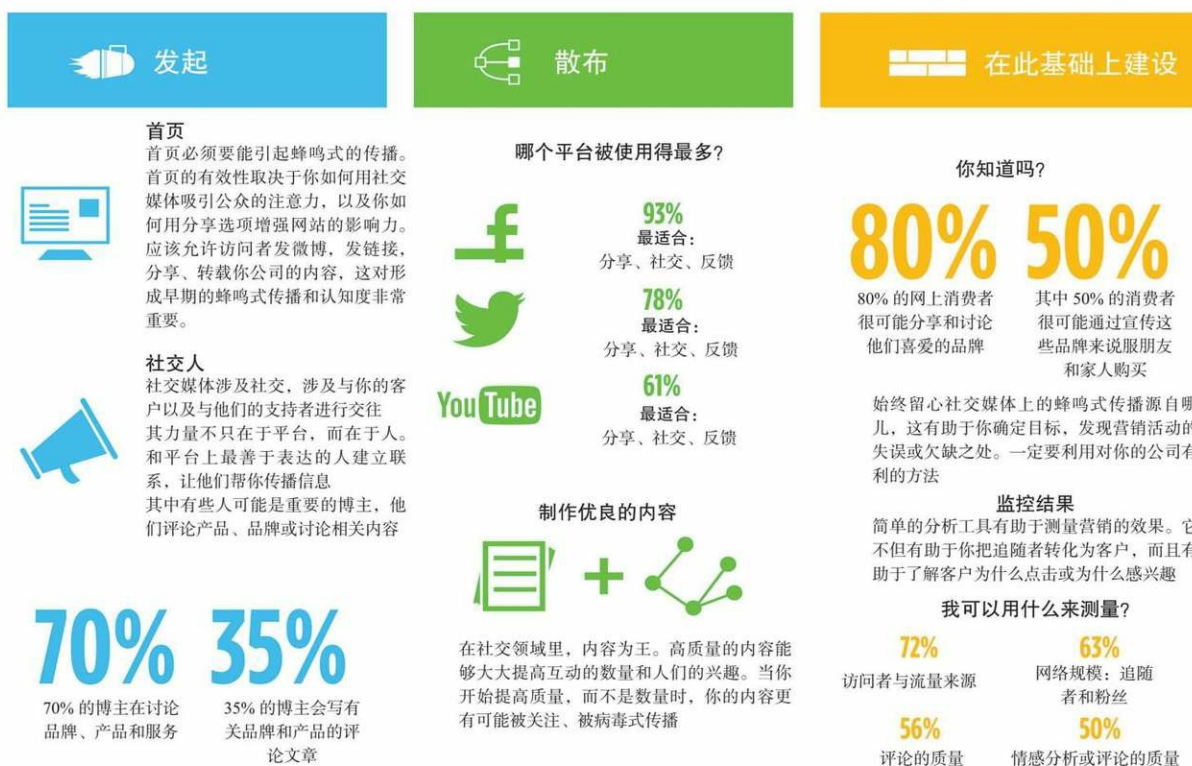 发起
首页
首页必须要能引起蜂鸣式的传播。
首页的有效性取决于你如何用社交
媒体吸引公众的注意力，以及你如
何用分享选项增强网站的影响力。
应该允许访问者发微博，发链接，
分享、转载你公司的内容，这对形
成早期的蜂鸣式传播和认知度非常
重要。
社交人
社交媒体涉及社交，涉及与你的客
户以及与他们的支持者进行交往
其力量不只在于平台，而在于人。
和平台上最善于表达的人建立联
系，让他们帮你传播信息
其中有些人可能是重要的博主，他
们评论产品、品牌或讨论相关内容
70%
70% 的博主在讨论
品牌、产品和服务
35%
35% 的博主会写有
关品牌和产品的评
论文章
散布
哪个平台被使用得最多？
93%
最适合：
分享、社交、反馈
78%
最适合：
分享、社交、反馈
YouTube
61%
最适合：
分享、社交、反馈
制作优良的内容
在社交领域里，内容为王。高质量的内容能
够大大提高互动的数量和人们的兴趣。当你
开始提高质量，而不是数量时，你的内容更
有可能被关注、被病毒式传播
在此基础上建设
你知道吗？
80%
80% 的网上消费者
很可能分享和讨论
他们喜爱的品牌
50%
其中 50% 的消费者
很可能通过宣传这
些品牌来说服朋友
和家人购买
始终留心社交媒体上的蜂鸣式传播源自哪
儿，这有助于你确定目标，发现营销活动的
失误或欠缺之处。一定要利用对你的公司有
利的方法
监控结果
简单的分析工具有助于测量营销的效果。它
不但有助于你把追随者转化为客户，而且有
助于了解客户为什么点击或为什么感兴趣
我可以用什么来测量？
72%
访问者与流量来源
63%
网络规模：追随
者和粉丝
56%
评论的质量
50%
情感分析或评论的质量